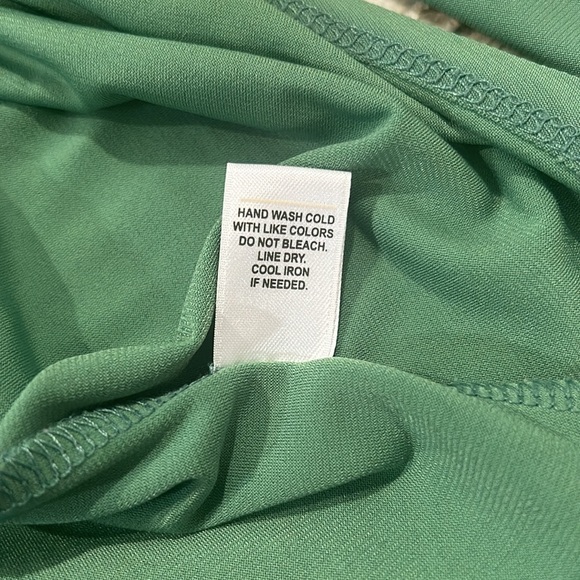 HAND WASH COLD
WITH LIKE COLORS
DO NOT BLEACH.
LINE DRY.
COOL IRON
IF NEEDED.